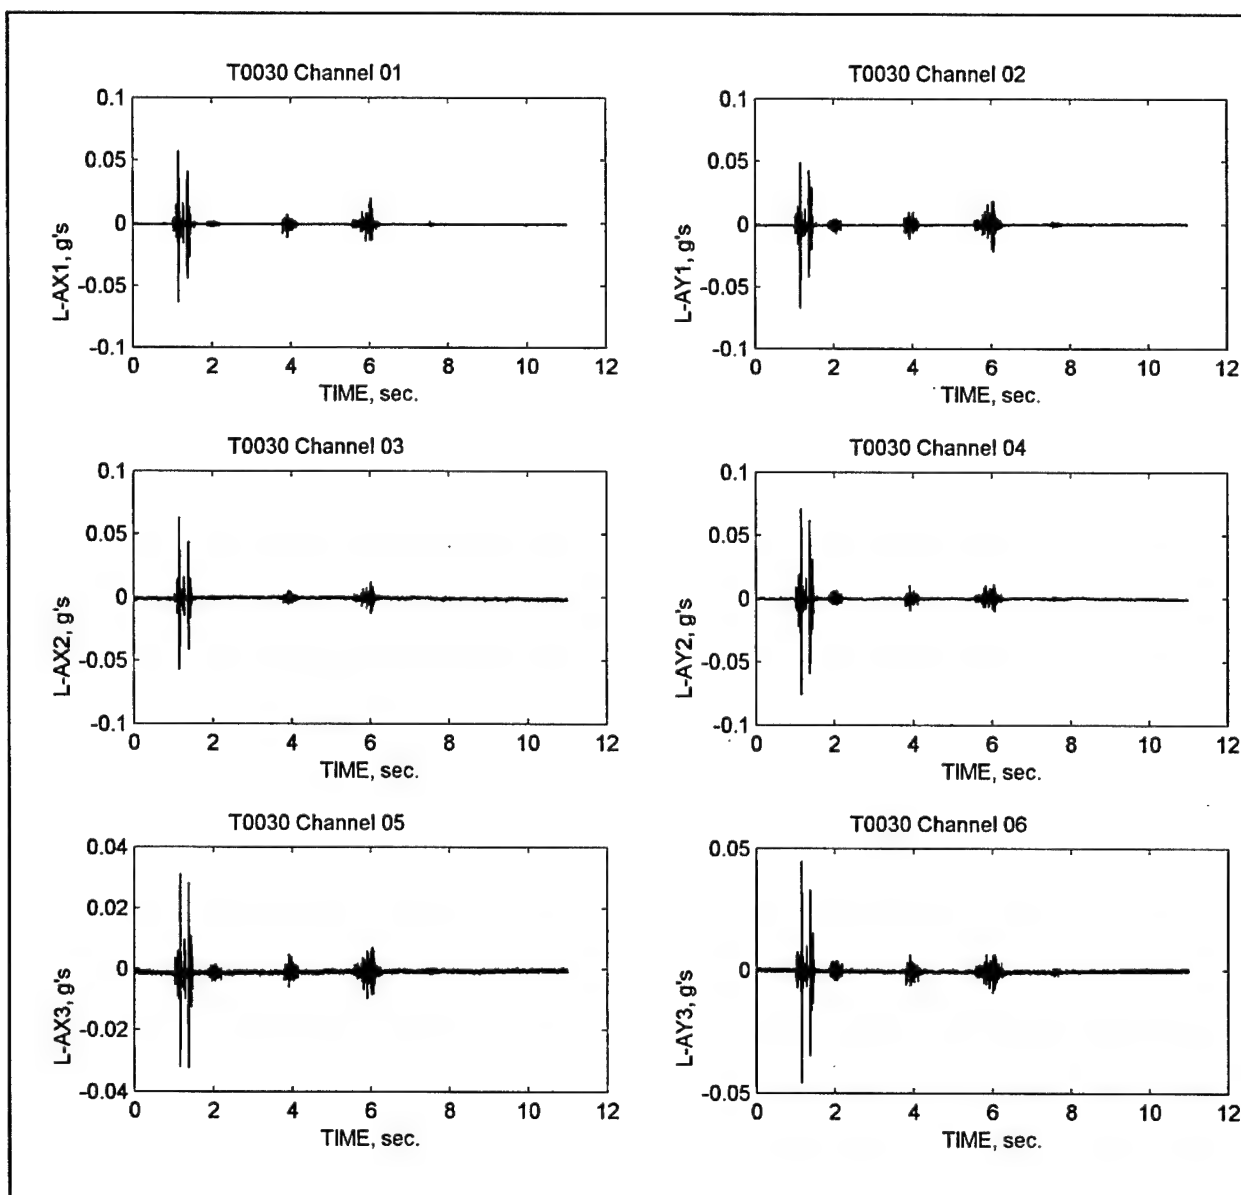 T0030 Channel 01
0.1
0.05
0
-0.05
-0.1
L-AX1, g's
0 2 4 6 8 10 12
TIME, sec.
T0030 Channel 02
0.1
0.05
0
-0.05
-0.1
L-AY1, g's
0 2 4 6 8 10 12
TIME, sec.
T0030 Channel 03
0.1
0.05
0
-0.05
-0.1
L-AX2, g's
0 2 4 6 8 10 12
TIME, sec.
T0030 Channel 04
0.1
0.05
0
-0.05
-0.1
L-AY2, g's
0 2 4 6 8 10 12
TIME, sec.
T0030 Channel 05
0.04
0.02
0
-0.02
-0.04
L-AX3, g's
0 2 4 6 8 10 12
TIME, sec.
T0030 Channel 06
0.05
0
-0.05
L-AY3, g's
0 2 4 6 8 10 12
TIME, sec.